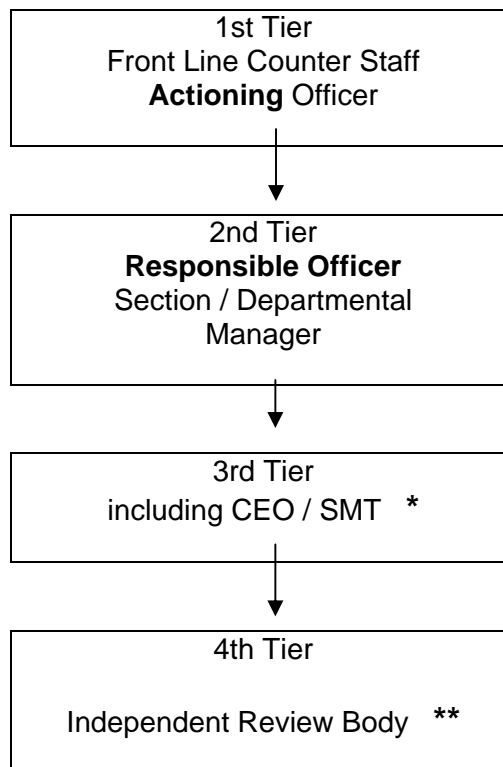 1st Tier
Front Line Counter Staff
Actioning Officer
2nd Tier
Responsible Officer
Section / Departmental
Manager
3rd Tier
including CEO / SMT *
4th Tier
Independent Review Body **